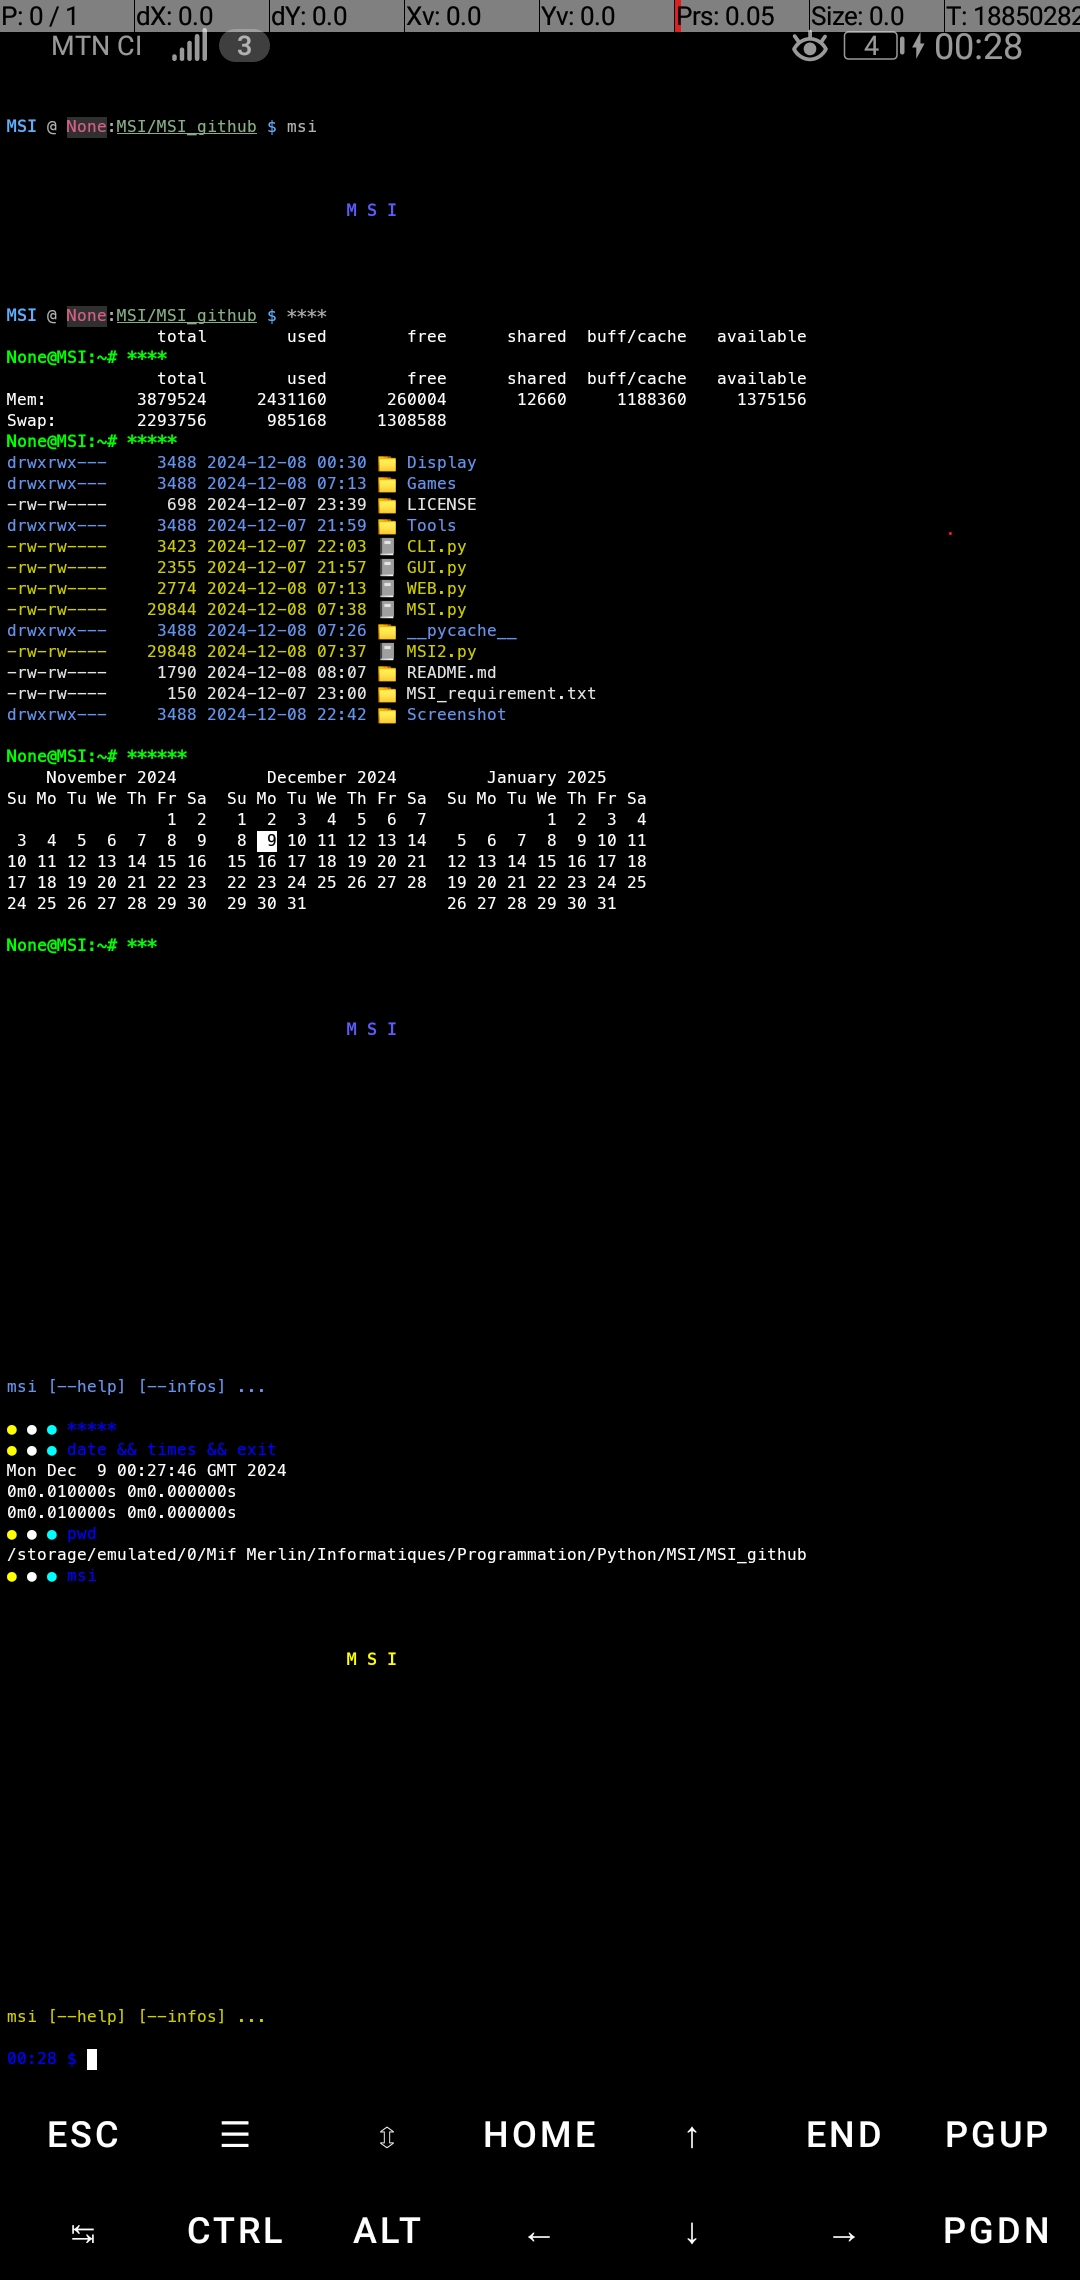 P: 0 / 1 dX: 0.0 dY: 0.0 Xv: 0.0 Yv: 0.0 Prs: 0.05 Size: 0.0 T: 18850282
MTN CI 3 4 00:28
MSI @ None:MSI/MSI_github $ msi
M S I
MSI @ None:MSI/MSI_github $ ****
total used free shared buff/cache available
None@MSI:~# ****
total used free shared buff/cache available
Mem: 3879524 2431160 260004 12660 1188360 1375156
Swap: 2293756 985168 1308588
None@MSI:~# *****
drwxrwx--- 3488 2024-12-08 00:30 Display
drwxrwx--- 3488 2024-12-08 07:13 Games
-rw-rw---- 698 2024-12-07 23:39 LICENSE
drwxrwx--- 3488 2024-12-07 21:59 Tools
-rw-rw---- 3423 2024-12-07 22:03 CLI.py
-rw-rw---- 2355 2024-12-07 21:57 GUI.py
-rw-rw---- 2774 2024-12-08 07:13 WEB.py
-rw-rw---- 29844 2024-12-08 07:38 MSI.py
drwxrwx--- 3488 2024-12-08 07:26 __pycache__
-rw-rw---- 29848 2024-12-08 07:37 MSI2.py
-rw-rw---- 1790 2024-12-08 08:07 README.md
-rw-rw---- 150 2024-12-07 23:00 MSI_requirement.txt
drwxrwx--- 3488 2024-12-08 22:42 Screenshot
None@MSI:~# ******
November 2024 December 2024 January 2025
Su Mo Tu We Th Fr Sa Su Mo Tu We Th Fr Sa Su Mo Tu We Th Fr Sa
1 2 1 2 3 4 5 6 7 1 2 3 4
3 4 5 6 7 8 9 8 9 10 11 12 13 14 5 6 7 8 9 10 11
10 11 12 13 14 15 16 15 16 17 18 19 20 21 12 13 14 15 16 17 18
17 18 19 20 21 22 23 22 23 24 25 26 27 28 19 20 21 22 23 24 25
24 25 26 27 28 29 30 29 30 31 26 27 28 29 30 31
None@MSI:~# ***
M S I
msi [--help] [--infos] ...
● ● ● *****
● ● ● date && times && exit
Mon Dec 9 00:27:46 GMT 2024
0m0.010000s 0m0.000000s
0m0.010000s 0m0.000000s
● ● ● pwd
/storage/emulated/0/Mif Merlin/Informatiques/Programmation/Python/MSI/MSI_github
● ● ● msi
M S I
msi [--help] [--infos] ...
00:28 $
ESC ☰ ⇳ HOME ↑ END PGUP
↹ CTRL ALT ← ↓ → PGDN